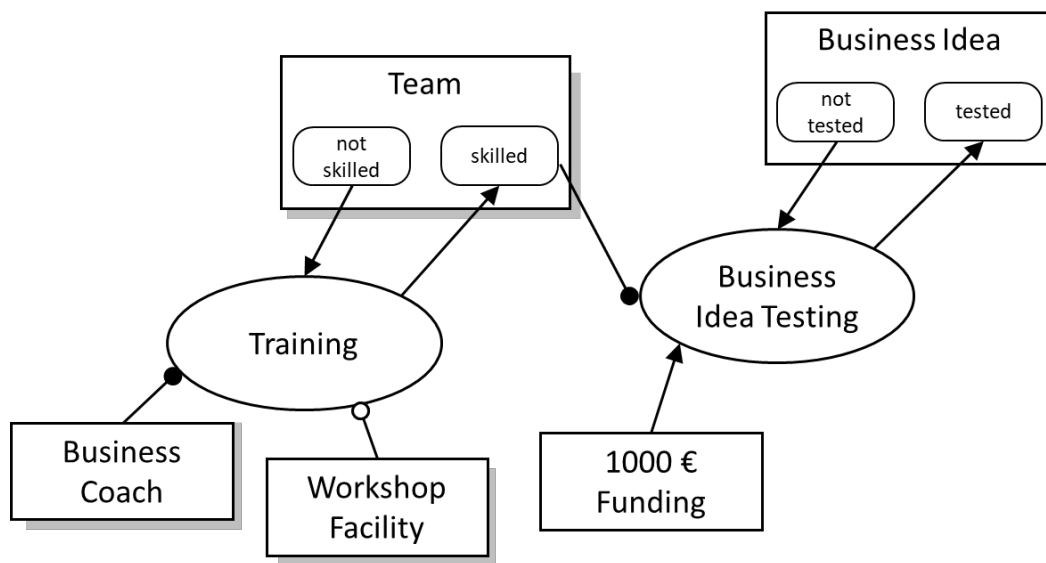 Business Idea
not
tested
tested
Team
not
skilled
skilled
Business
Idea Testing
Training
Business
Coach
Workshop
Facility
1000 €
Funding